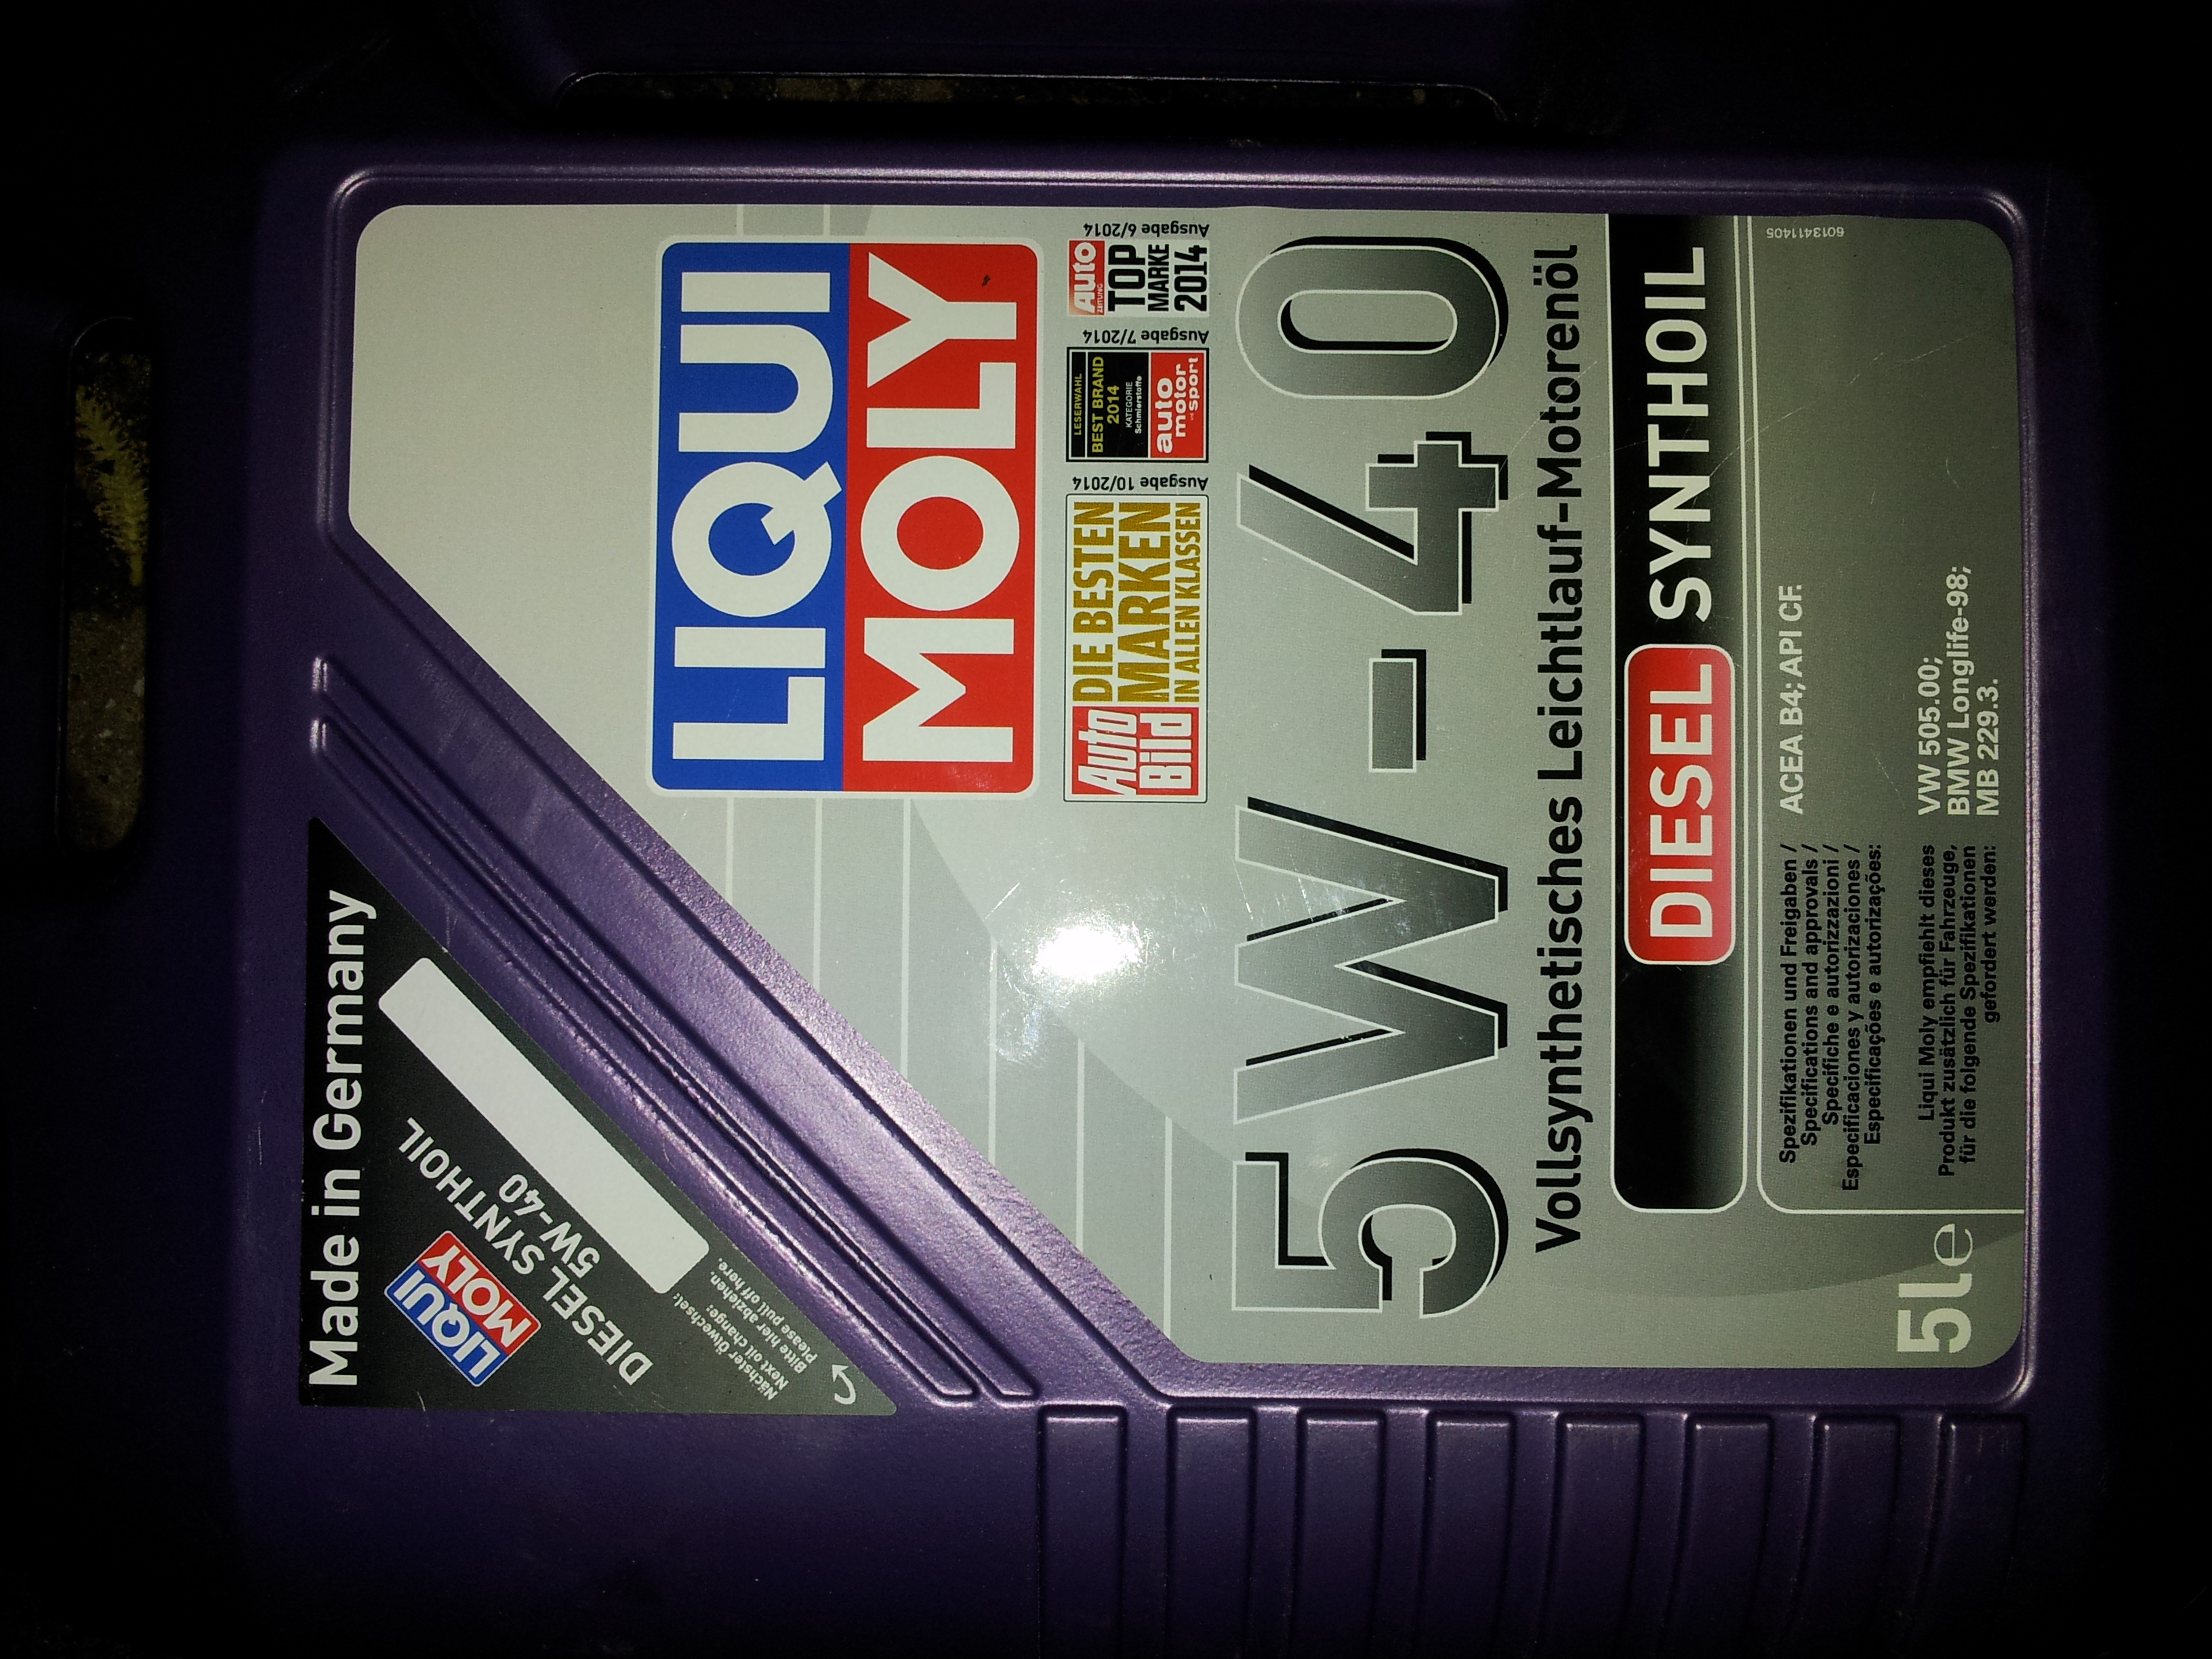 Made in Germany
LIQUI
MOLY
DIESEL SYNTHOIL
5W-40
Nächster Ölwechsel:
Next oil change:
Bitte hier abziehen.
Please pull off here.
LIQUI
MOLY
Auto
Bild
DIE BESTEN
MARKEN
IN ALLEN KLASSEN
Ausgabe 10/2014
LESERWAHL
BEST BRAND
2014
KATEGORIE
Schmierstoffe
auto
motor
sport
Ausgabe 7/2014
Auto
ZEITUNG
TOP
MARKE
2014
Ausgabe 6/2014
5W-40
Vollsynthetisches Leichtlauf-Motorenöl
DIESEL SYNTHOIL
Spezifikationen und Freigaben /
Specifications and approvals /
Specifiche e autorizzazioni /
Especificaciones y autorizaciones /
Especificações e autorizações:
ACEA B4; API CF.
Liqui Moly empfiehlt dieses
Produkt zusätzlich für Fahrzeuge,
für die folgende Spezifikationen
gefordert werden:
VW 505.00;
BMW Longlife-98;
MB 229.3.
5l e
6013411405